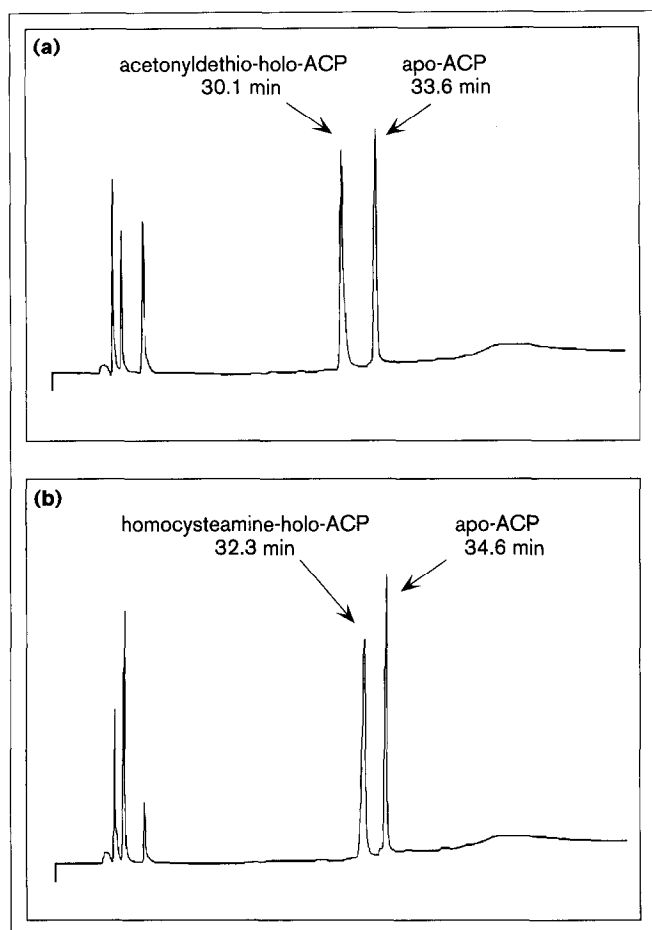 (a)
acetonyldethio-holo-ACP
30.1 min
apo-ACP
33.6 min
(b)
homocysteamine-holo-ACP
32.3 min
apo-ACP
34.6 min